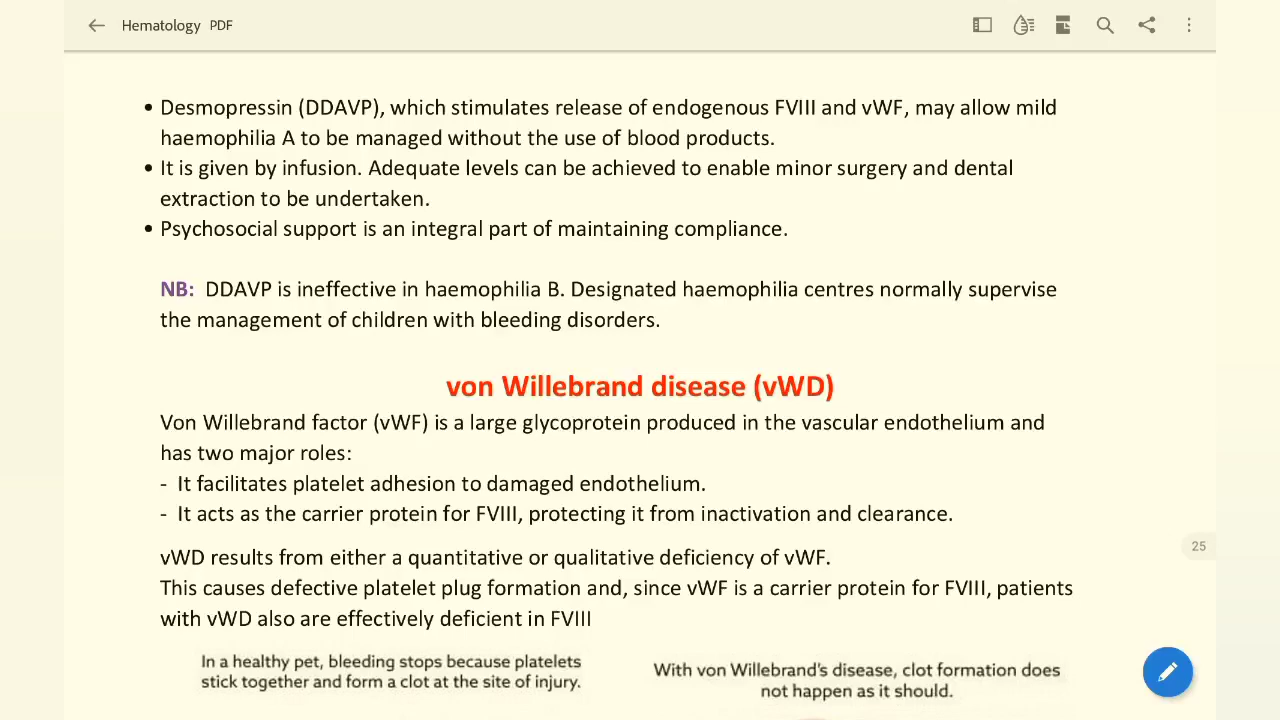 Hematology PDF
• Desmopressin (DDAVP), which stimulates release of endogenous FVIII and vWF, may allow mild
haemophilia A to be managed without the use of blood products.
• It is given by infusion. Adequate levels can be achieved to enable minor surgery and dental
extraction to be undertaken.
• Psychosocial support is an integral part of maintaining compliance.
NB: DDAVP is ineffective in haemophilia B. Designated haemophilia centres normally supervise
the management of children with bleeding disorders.
von Willebrand disease (vWD)
Von Willebrand factor (vWF) is a large glycoprotein produced in the vascular endothelium and
has two major roles:
- It facilitates platelet adhesion to damaged endothelium.
- It acts as the carrier protein for FVIII, protecting it from inactivation and clearance.
25
vWD results from either a quantitative or qualitative deficiency of vWF.
This causes defective platelet plug formation and, since vWF is a carrier protein for FVIII, patients
with vWD also are effectively deficient in FVIII
In a healthy pet, bleeding stops because platelets
stick together and form a clot at the site of injury.
With von Willebrand's disease, clot formation does
not happen as it should.